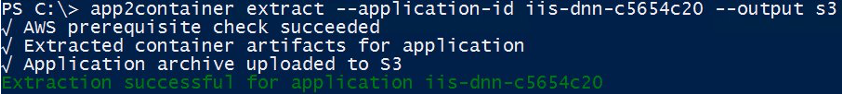 PS C:\> app2container extract --application-id iis-dnn-c5654c20 --output s3
√ AWS prerequisite check succeeded
√ Extracted container artifacts for application
√ Application archive uploaded to S3
Extraction successful for application iis-dnn-c5654c20